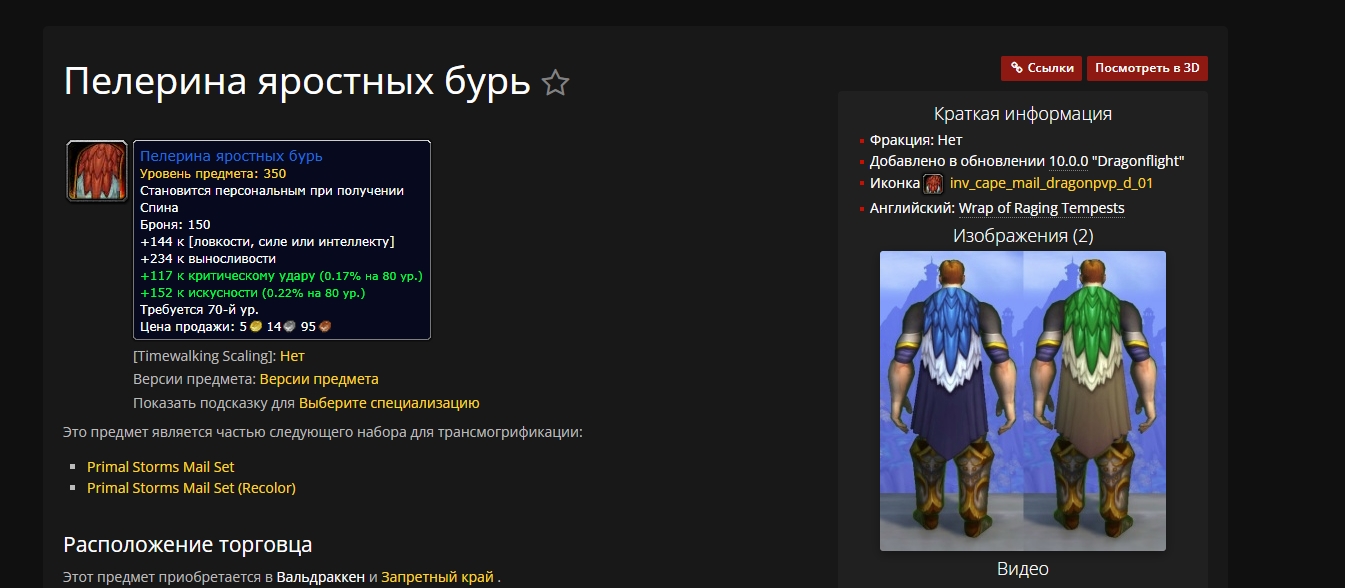 Пелерина яростных бурь
Ссылки
Посмотреть в 3D
Пелерина яростных бурь
Уровень предмета: 350
Становится персональным при получении
Спина
Броня: 150
+144 к [ловкости, силе или интеллекту]
+234 к выносливости
+117 к критическому удару (0.17% на 80 ур.)
+152 к искусности (0.22% на 80 ур.)
Требуется 70-й ур.
Цена продажи: 5 14 95
[Timewalking Scaling]: Нет
Версии предмета: Версии предмета
Показать подсказку для Выберите специализацию
Это предмет является частью следующего набора для трансмогрификации:
Primal Storms Mail Set
Primal Storms Mail Set (Recolor)
Расположение торговца
Этот предмет приобретается в Вальдраккен и Запретный край .
Краткая информация
Фракция: Нет
Добавлено в обновлении 10.0.0 "Dragonflight"
Иконка inv_cape_mail_dragonpvp_d_01
Английский: Wrap of Raging Tempests
Изображения (2)
Видео